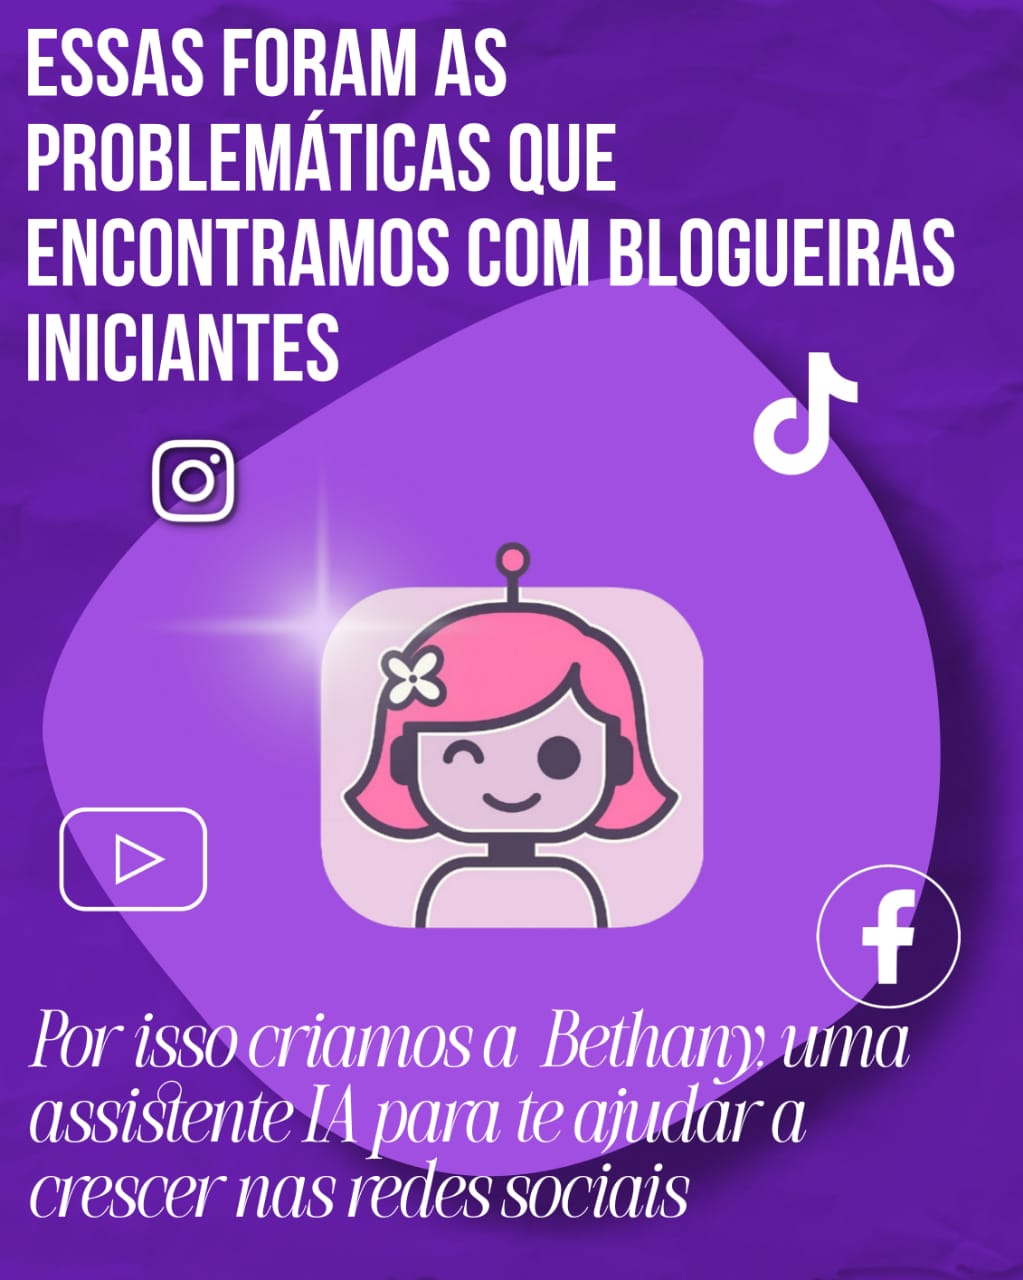 ESSAS FORAM AS
PROBLEMÁTICAS QUE
ENCONTRAMOS COM BLOGUEIRAS
INICIANTES
Por isso criamos a Bethany, uma
assistente IA para te ajudar a
crescer nas redes sociais